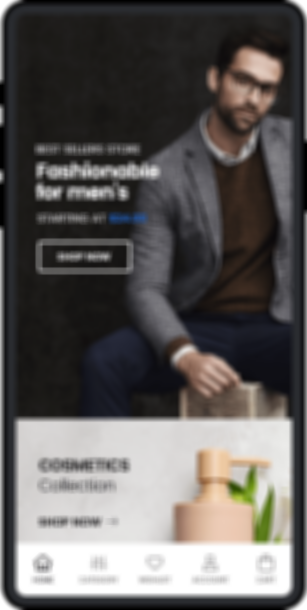 BEST SELLERS STORE
Fashionable
for men's
STARTING AT
SHOP NOW
COSMETICS
Collection
SHOP NOW →
HOME
CATEGORY
WISHLIST
ACCOUNT
CART